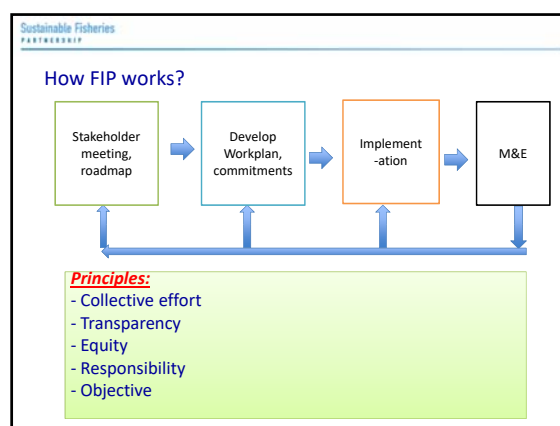 Sustainable Fisheries
PARTNERSHIP
How FIP works?
Stakeholder
meeting,
roadmap
Develop
Workplan,
commitments
Implement
-ation
M&E
Principles:
- Collective effort
- Transparency
- Equity
- Responsibility
- Objective